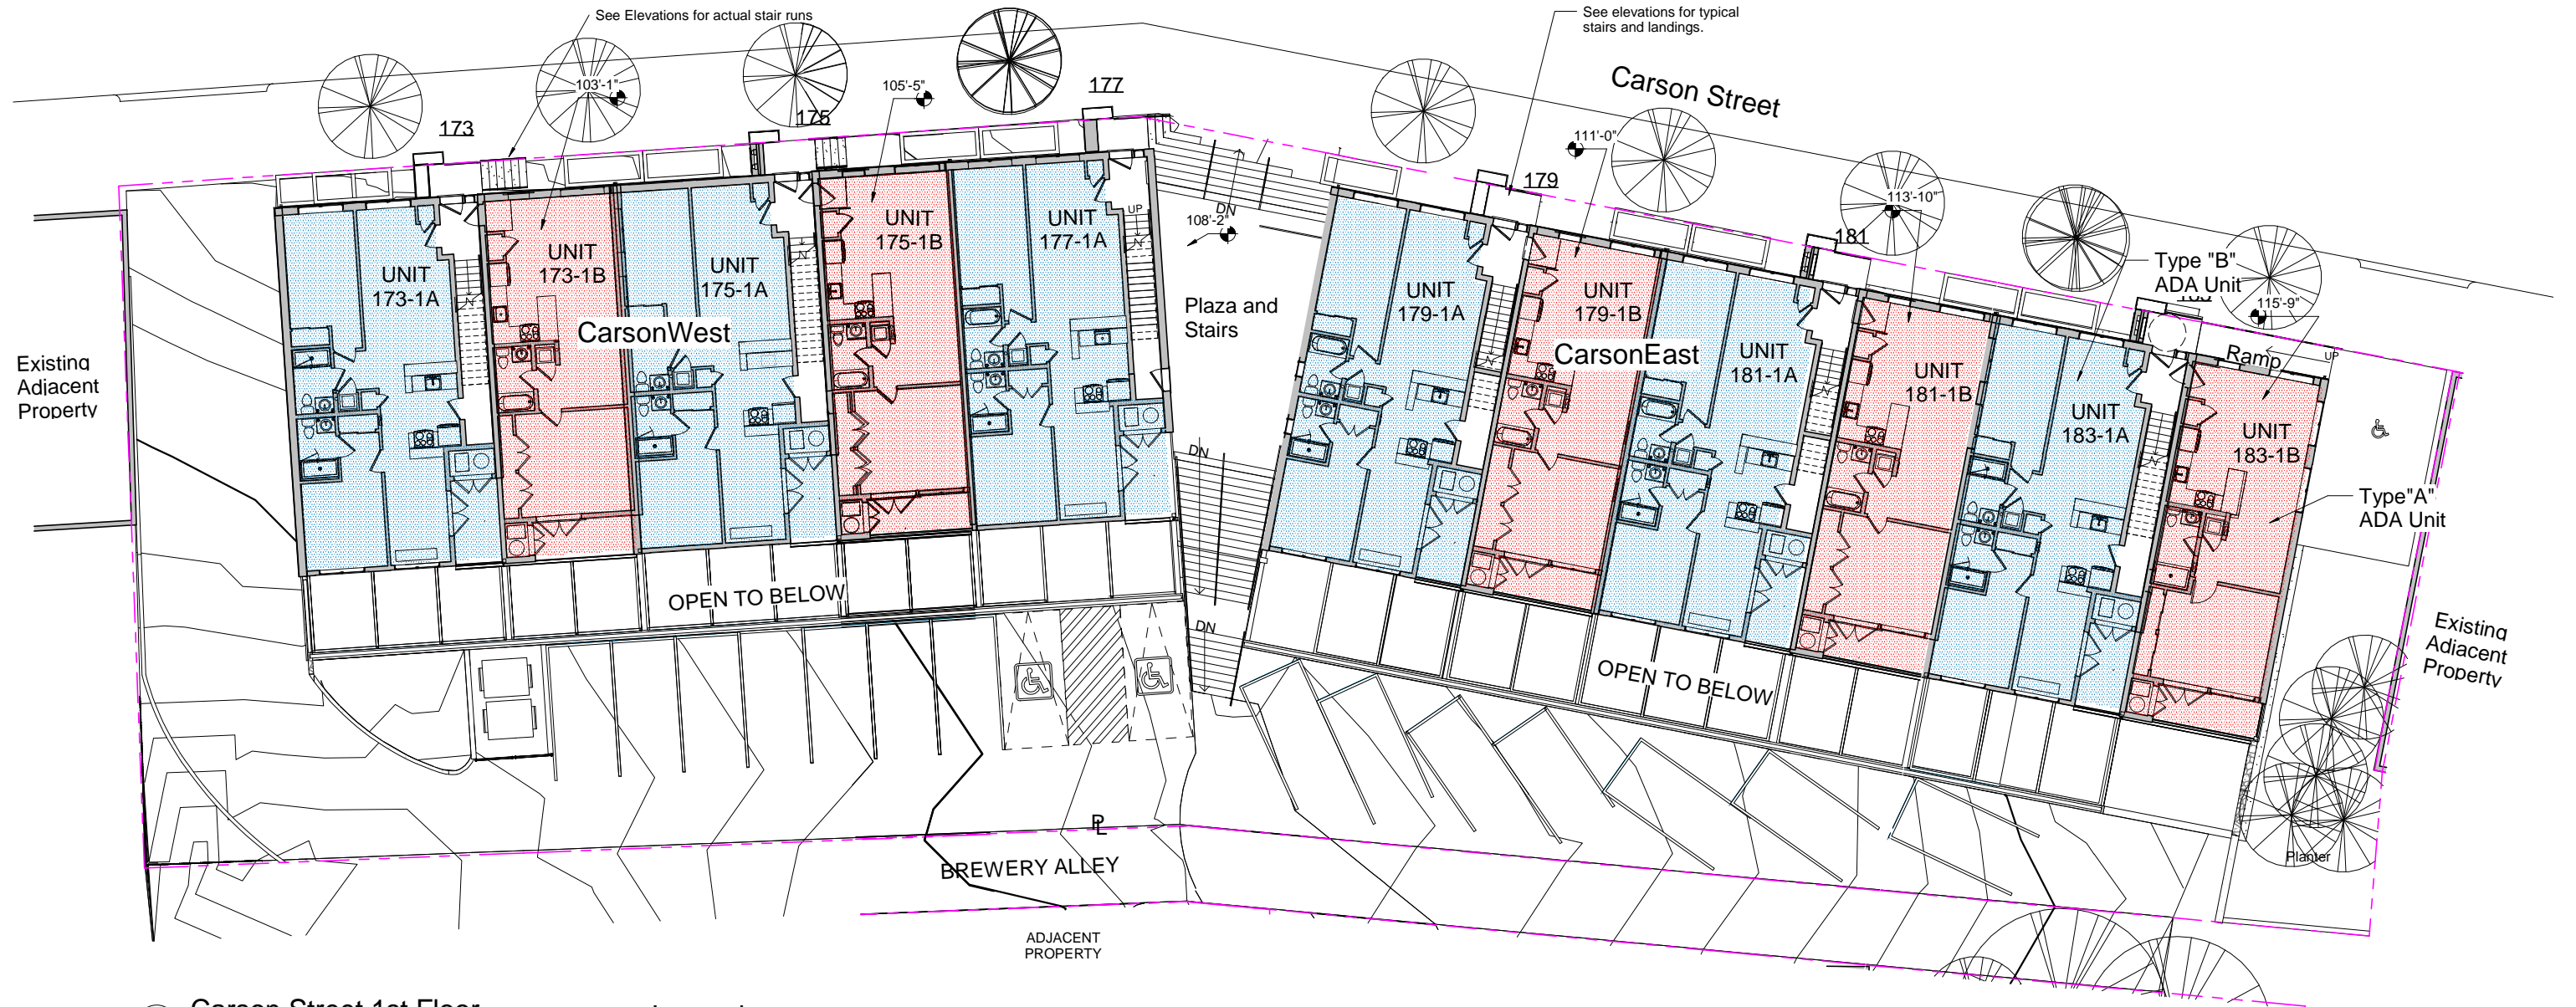 See Elevations for actual stair runs
See elevations for typical
stairs and landings.
Carson Street
103'-1"
105'-5"
177
175
173
111'-0"
179
113'-10"
181
108'-2"
DN
UP
Type "B"
ADA Unit
115'-9"
UNIT
173-1A
UNIT
173-1B
UNIT
175-1A
UNIT
175-1B
UNIT
177-1A
CarsonWest
Plaza and
Stairs
UNIT
179-1A
UNIT
179-1B
CarsonEast
UNIT
181-1A
UNIT
181-1B
UNIT
183-1A
UNIT
183-1B
Ramp
UP
Type"A"
ADA Unit
Existing
Adjacent
Property
DN
DN
OPEN TO BELOW
OPEN TO BELOW
Existing
Adjacent
Property
PL
BREWERY ALLEY
Planter
ADJACENT
PROPERTY
Carson Street 1st Floor